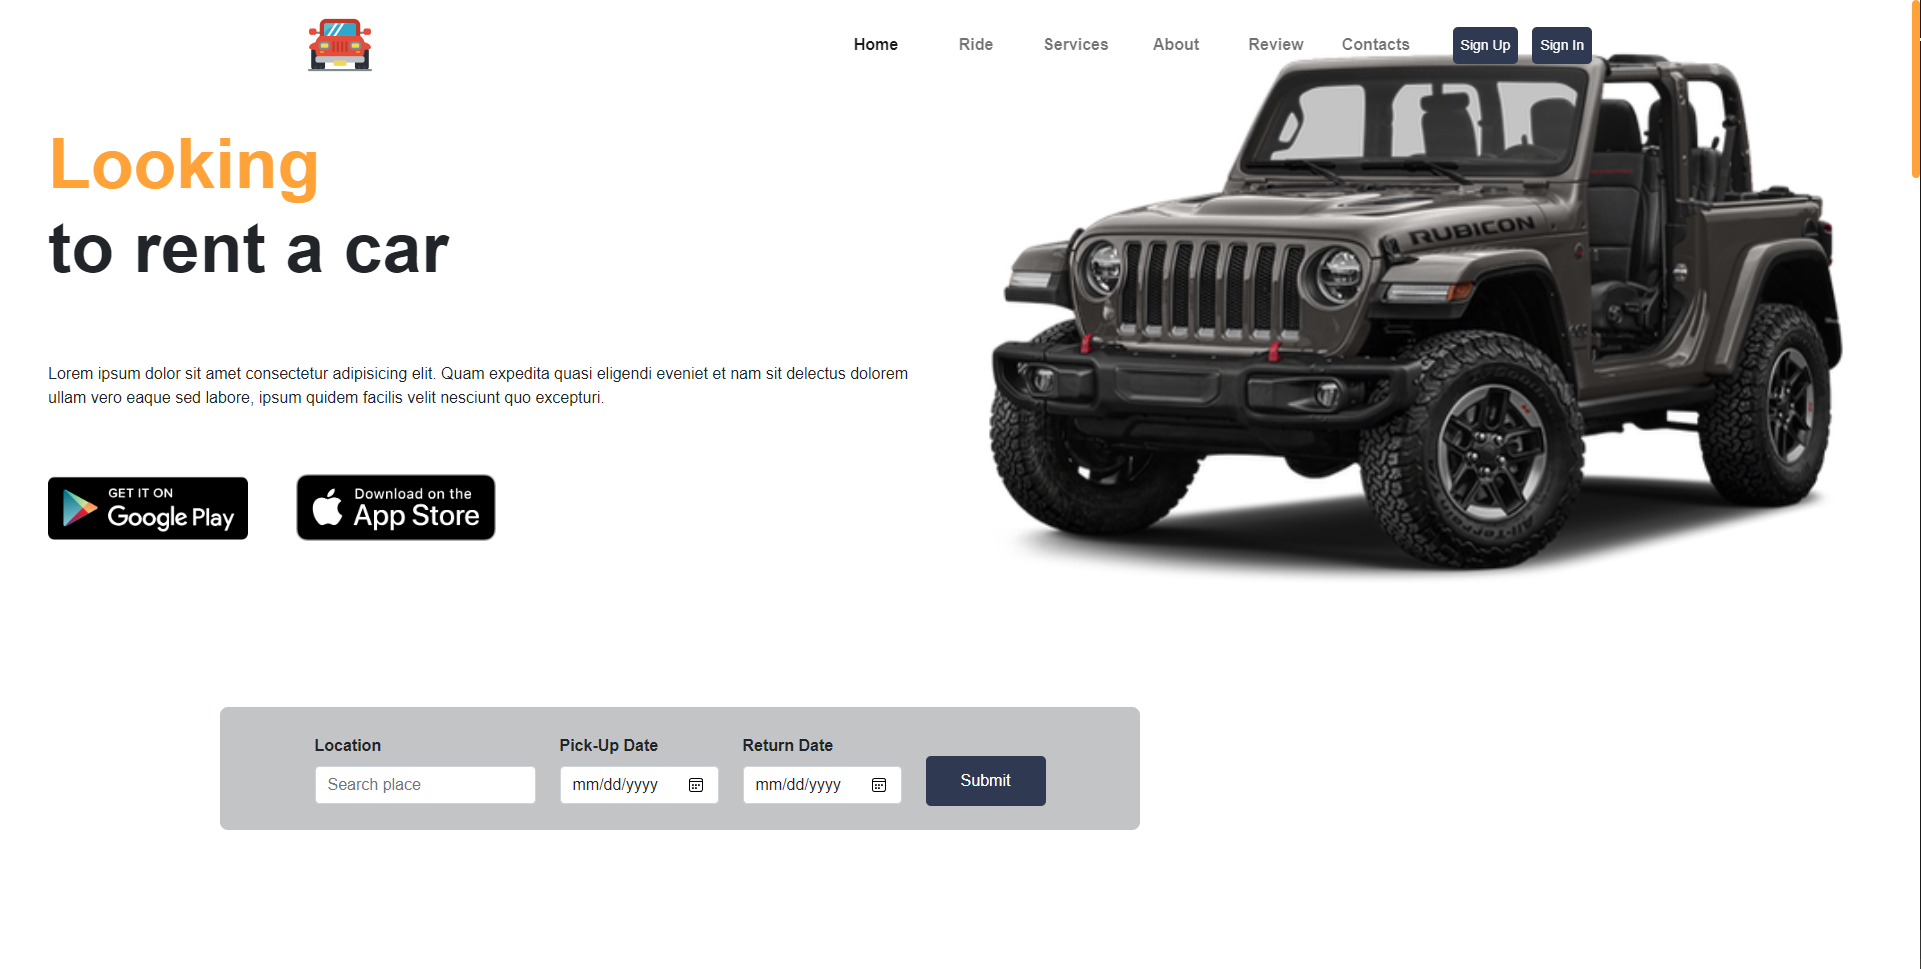 Home Ride Services About Review Contacts Sign Up Sign In
Looking
to rent a car
RUBICON
Lorem ipsum dolor sit amet consectetur adipisicing elit. Quam expedita quasi eligendi eveniet et nam sit delectus dolorem
ullam vero eaque sed labore, ipsum quidem facilis velit nesciunt quo excepturi.
GET IT ON
Google Play
Download on the
App Store
All-Terrain
Location Pick-Up Date Return Date
Search place mm/dd/yyyy mm/dd/yyyy Submit